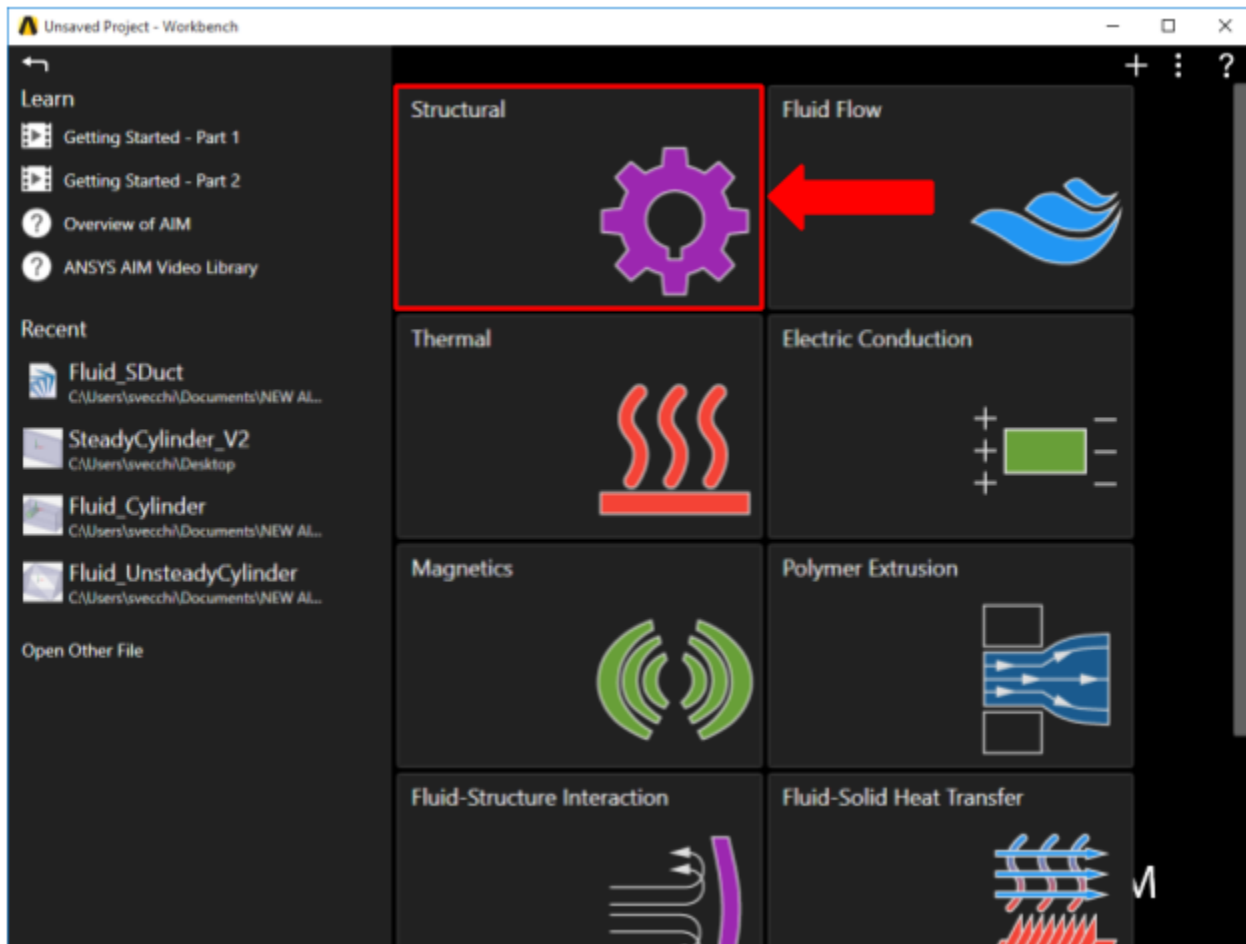 Unsaved Project - Workbench
Learn
Getting Started - Part 1
Getting Started - Part 2
Overview of AIM
ANSYS AIM Video Library
Recent
Fluid_SDuct
C:\Users\svecchi\Documents\NEW AI...
SteadyCylinder_V2
C:\Users\svecchi\Desktop
Fluid_Cylinder
C:\Users\svecchi\Documents\NEW AI...
Fluid_UnsteadyCylinder
C:\Users\svecchi\Documents\NEW AI...
Open Other File
Structural
Fluid Flow
Thermal
Electric Conduction
Magnetics
Polymer Extrusion
Fluid-Structure Interaction
Fluid-Solid Heat Transfer
M